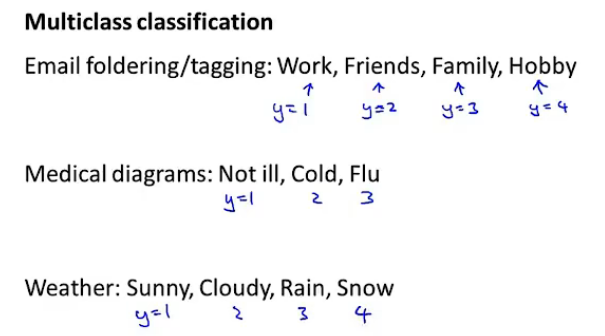 Multiclass classification
Email foldering/tagging: Work, Friends, Family, Hobby
y=1 y=2 y=3 y=4
Medical diagrams: Not ill, Cold, Flu
y=1 2 3
Weather: Sunny, Cloudy, Rain, Snow
y=1 2 3 4